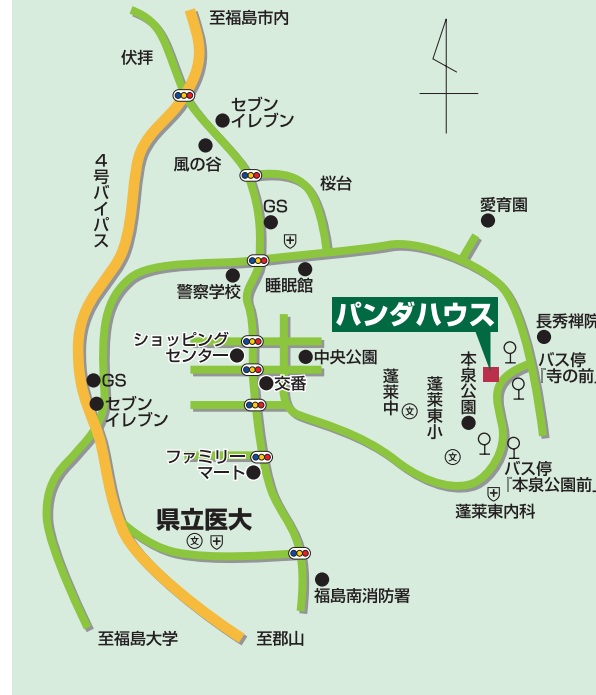 至福島市内
伏拝
セブン
イレブン
風の谷
4号バイパス
桜台
GS
愛育園
警察学校
睡眠館
パンダハウス
長秀禅院
ショッピング
センター
中央公園
本泉公園
バス停
『寺の前』
GS
交番
蓬莱中
蓬莱東小
文
セブン
イレブン
文
ファミリー
マート
バス停
『本泉公園前』
蓬莱東内科
県立医大
文
福島南消防署
至福島大学
至郡山